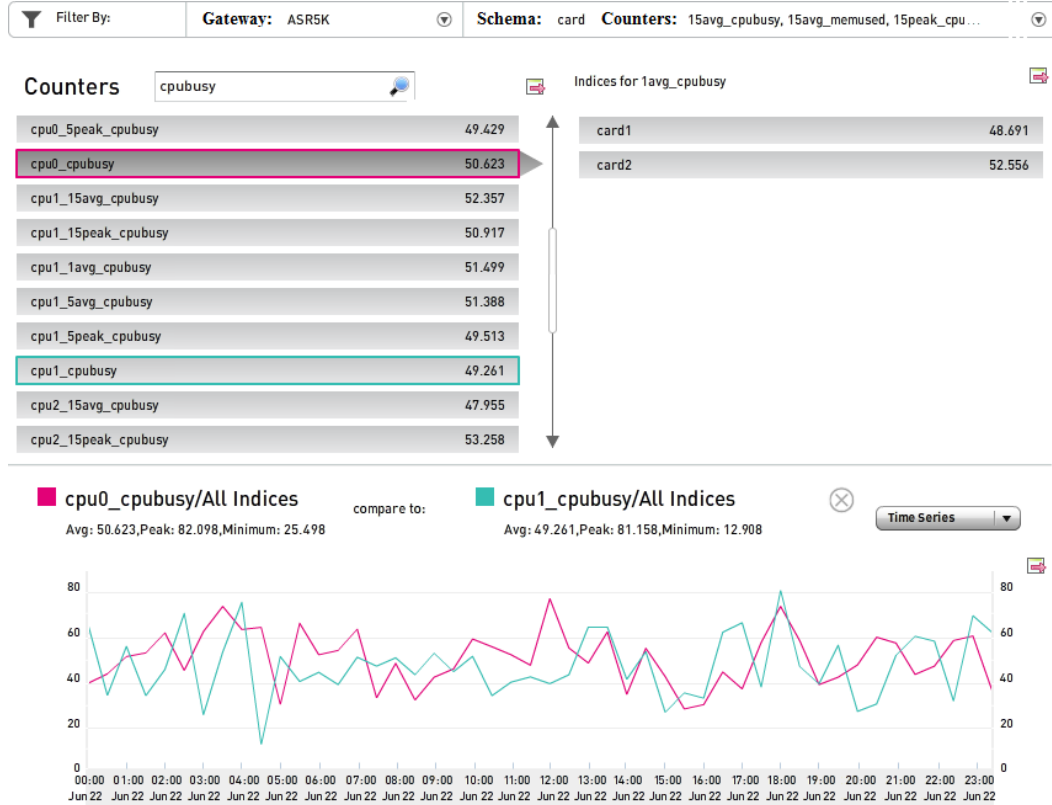 Filter By: Gateway: ASR5K Schema: card Counters: 15avg_cpubusy, 15avg_memused, 15peak_cpu...
Counters cpubusy Indices for 1avg_cpubusy
cpu0_5peak_cpubusy 49.429 card1 48.691
cpu0_cpubusy 50.623 card2 52.556
cpu1_15avg_cpubusy 52.357
cpu1_15peak_cpubusy 50.917
cpu1_1avg_cpubusy 51.499
cpu1_5avg_cpubusy 51.388
cpu1_5peak_cpubusy 49.513
cpu1_cpubusy 49.261
cpu2_15avg_cpubusy 47.955
cpu2_15peak_cpubusy 53.258
cpu0_cpubusy/All Indices compare to: cpu1_cpubusy/All Indices
Avg: 50.623,Peak: 82.098,Minimum: 25.498 Avg: 49.261,Peak: 81.158,Minimum: 12.908 Time Series
80 80
60 60
40 40
20 20
0 0
00:00 01:00 02:00 03:00 04:00 05:00 06:00 07:00 08:00 09:00 10:00 11:00 12:00 13:00 14:00 15:00 16:00 17:00 18:00 19:00 20:00 21:00 22:00 23:00
Jun 22 Jun 22 Jun 22 Jun 22 Jun 22 Jun 22 Jun 22 Jun 22 Jun 22 Jun 22 Jun 22 Jun 22 Jun 22 Jun 22 Jun 22 Jun 22 Jun 22 Jun 22 Jun 22 Jun 22 Jun 22 Jun 22 Jun 22 Jun 22